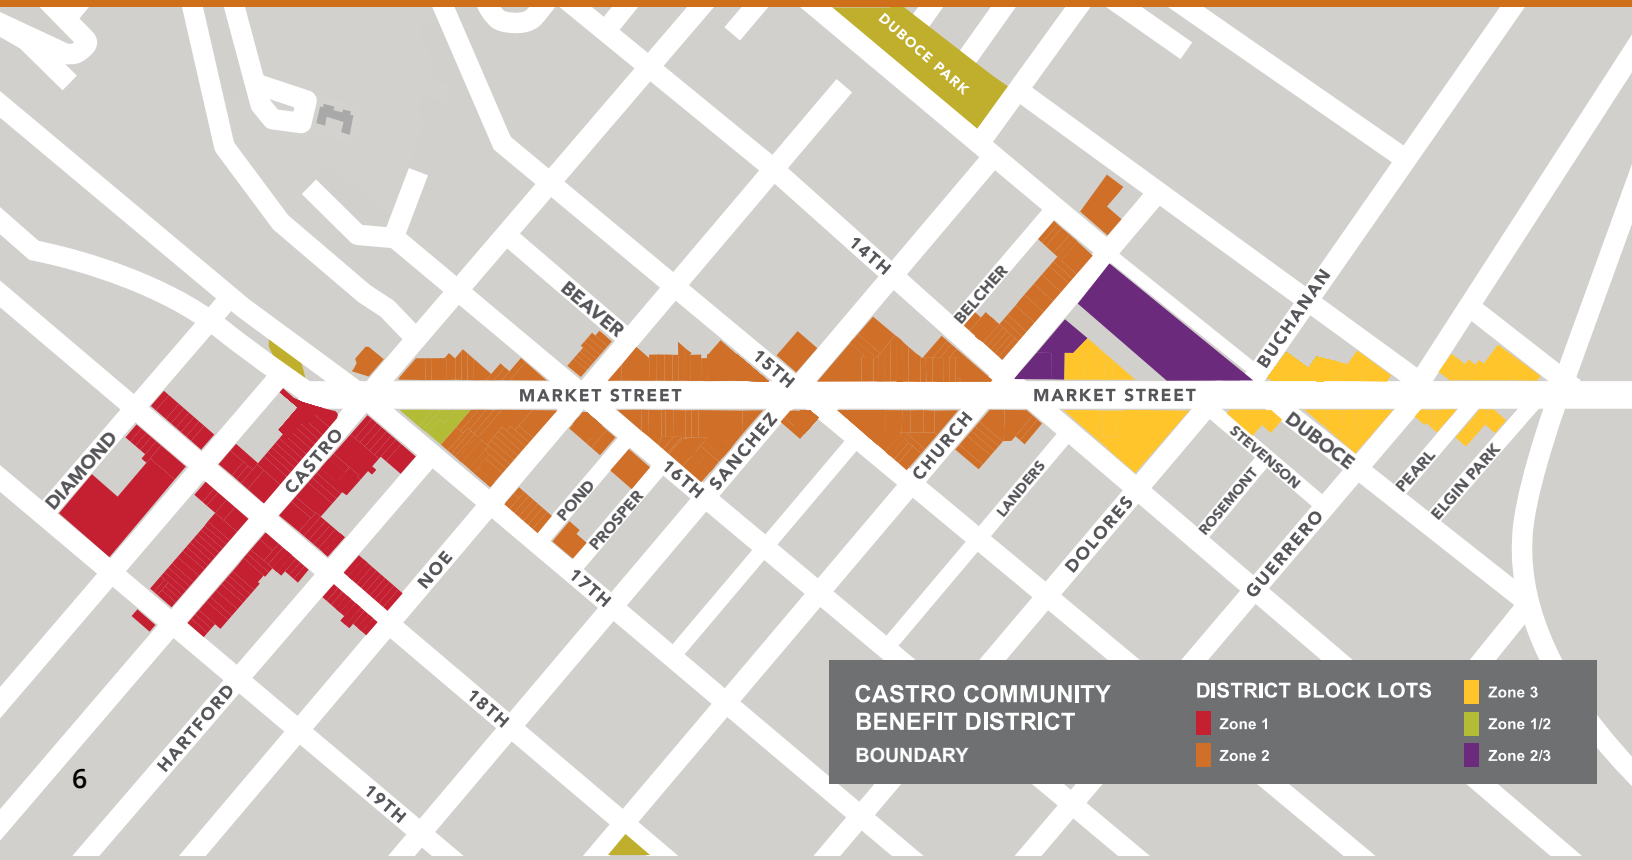 DUBOCE PARK
14TH
BELCHER
BUCHANAN
BEAVER
15TH
MARKET STREET
MARKET STREET
SANCHEZ
CHURCH
DUBOCE
STEVENSON
DIAMOND
CASTRO
16TH
LANDERS
ROSEMONT
PEARL
ELGIN PARK
POND
PROSPER
DOLORES
GUERRERO
NOE
17TH
HARTFORD
18TH
19TH
CASTRO COMMUNITY
BENEFIT DISTRICT
BOUNDARY
DISTRICT BLOCK LOTS
Zone 1
Zone 2
Zone 3
Zone 1/2
Zone 2/3
6